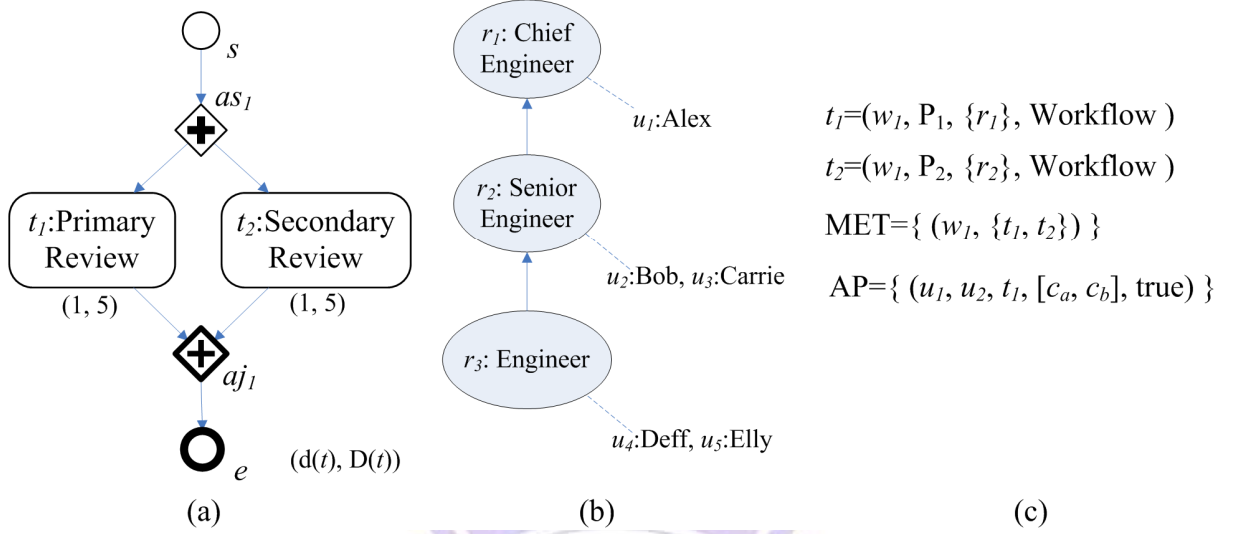 s
as₁
t₁:Primary
Review
t₂:Secondary
Review
(1, 5)
(1, 5)
aj₁
e
(d(t), D(t))
(a)
r₁: Chief
Engineer
u₁:Alex
r₂: Senior
Engineer
u₂:Bob, u₃:Carrie
r₃: Engineer
u₄:Deff, u₅:Elly
(b)
t₁=(w₁, P₁, {r₁}, Workflow )
t₂=(w₁, P₂, {r₂}, Workflow )
MET={ (w₁, {t₁, t₂}) }
AP={ (u₁, u₂, t₁, [cₐ, c_b], true) }
(c)